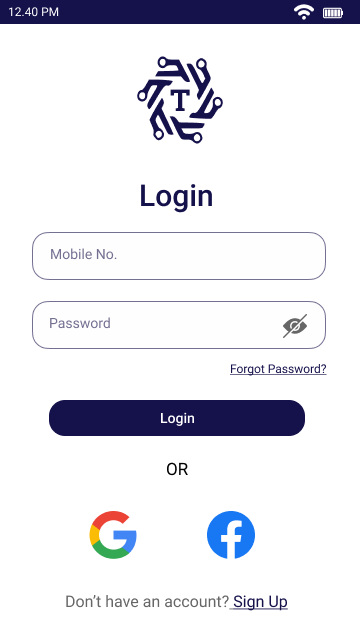 12.40 PM
T
Login
Mobile No.
Password
Forgot Password?
Login
OR
Don't have an account? Sign Up